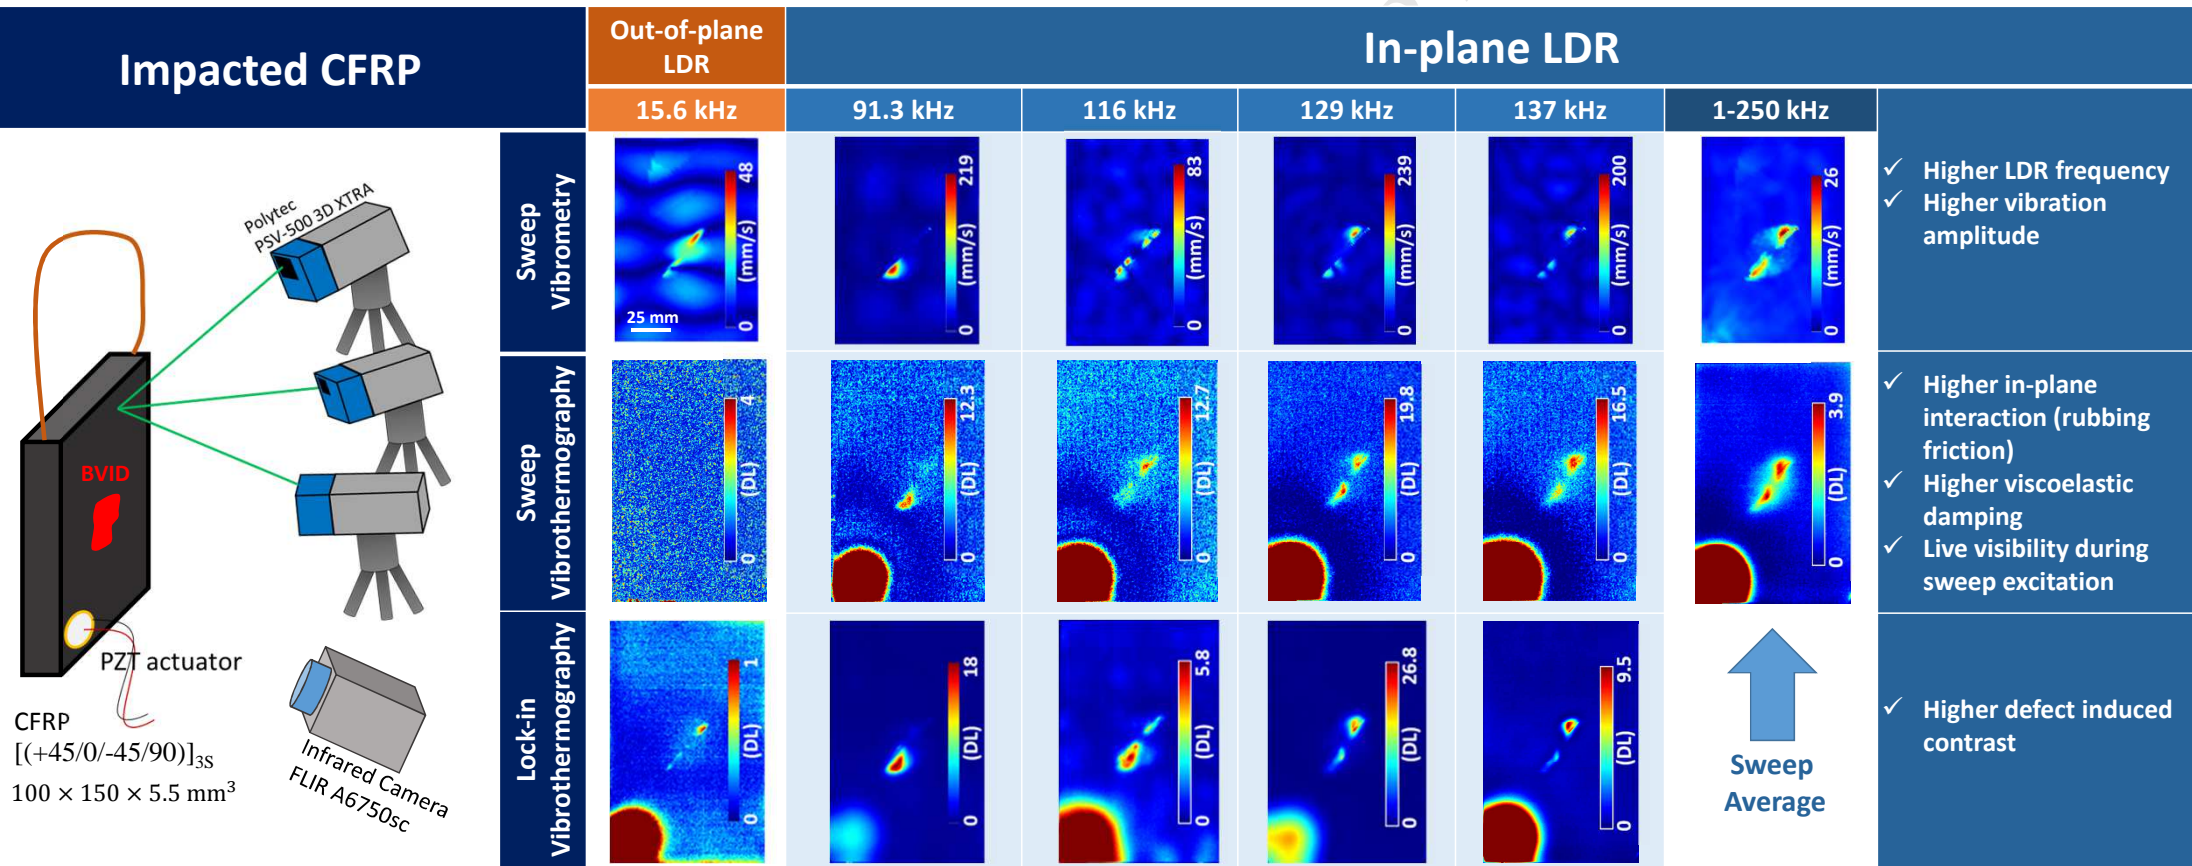 Impacted CFRP
Out-of-plane
LDR
In-plane LDR
15.6 kHz
91.3 kHz
116 kHz
129 kHz
137 kHz
1-250 kHz
Polytec
PSV-500 3D XTRA
BVID
PZT actuator
CFRP
[(+45/0/-45/90)]3S
100 × 150 × 5.5 mm3
Infrared Camera
FLIR A6750sc
Sweep
Vibrometry
25 mm
0 (mm/s) 48
0 (mm/s) 219
0 (mm/s) 83
0 (mm/s) 239
0 (mm/s) 200
0 (mm/s) 26
✓ Higher LDR frequency
✓ Higher vibration
amplitude
Sweep
Vibrothermography
0 (DL) 4
0 (DL) 12.3
0 (DL) 12.7
0 (DL) 19.8
0 (DL) 16.5
0 (DL) 3.9
✓ Higher in-plane
interaction (rubbing
friction)
✓ Higher viscoelastic
damping
✓ Live visibility during
sweep excitation
Lock-in
Vibrothermography
0 (DL) 1
0 (DL) 18
0 (DL) 5.8
0 (DL) 26.8
0 (DL) 9.5
Sweep
Average
✓ Higher defect induced
contrast